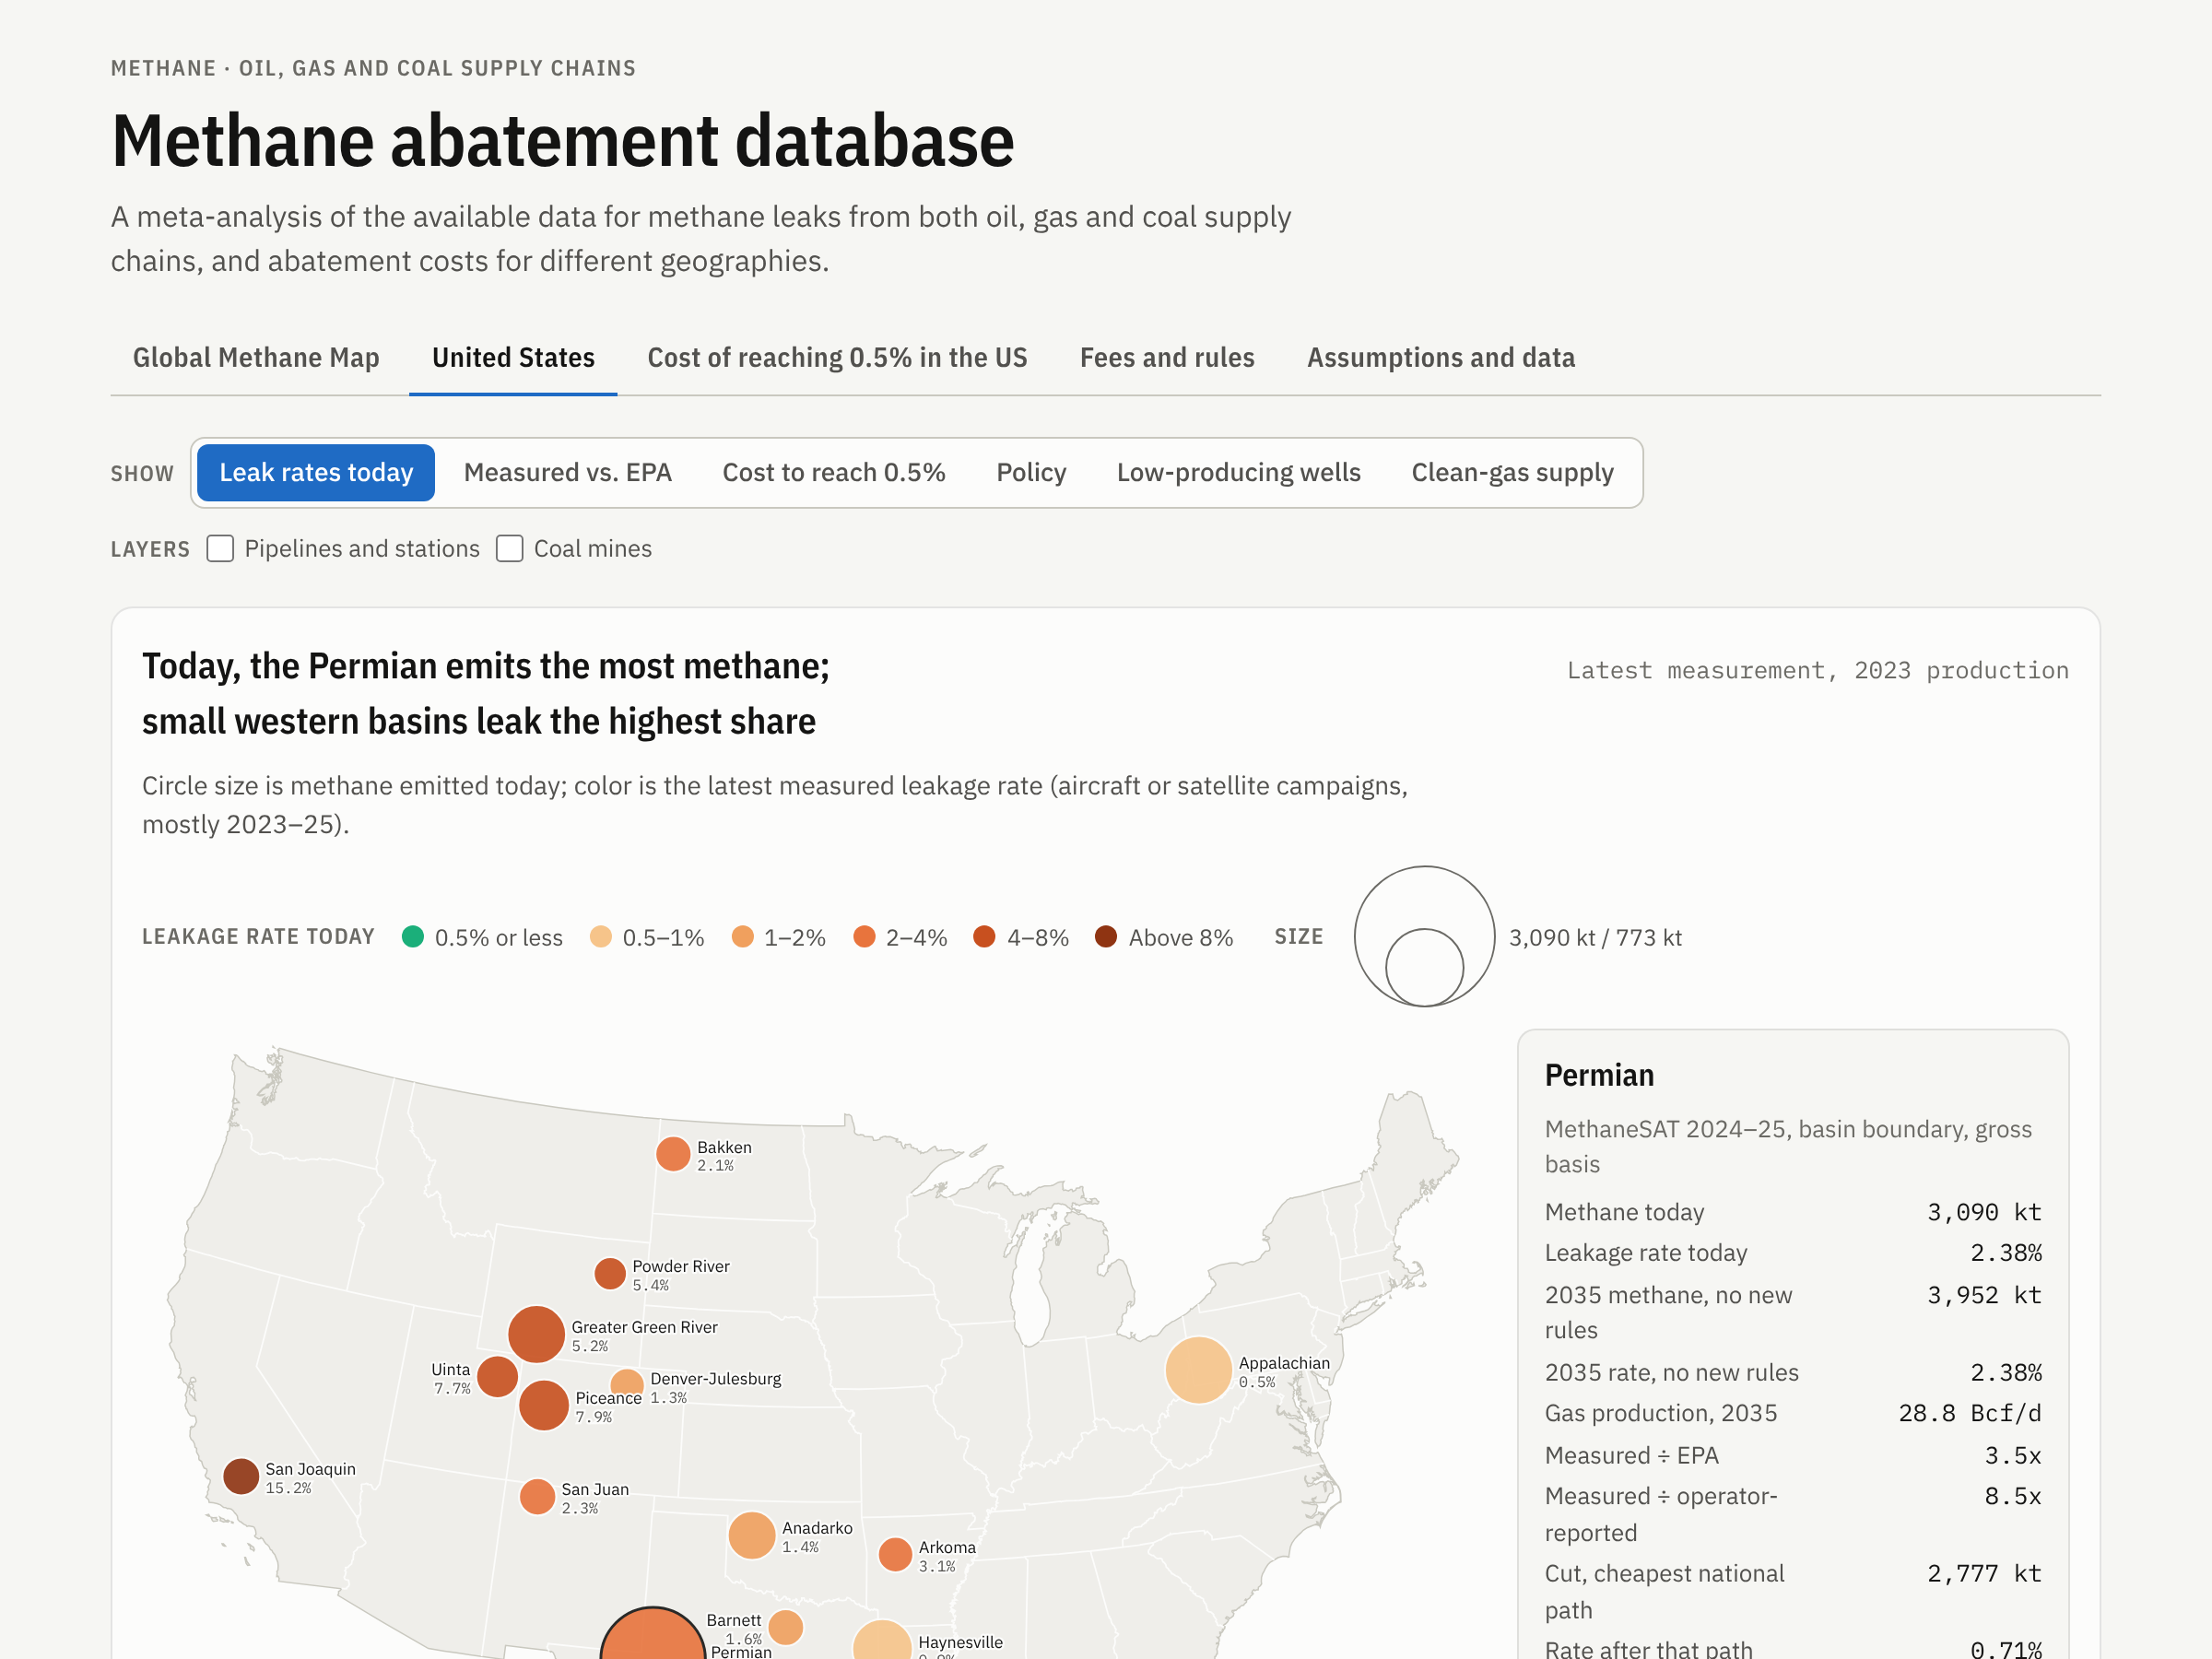 METHANE · OIL, GAS AND COAL SUPPLY CHAINS
Methane abatement database
A meta-analysis of the available data for methane leaks from both oil, gas and coal supply
chains, and abatement costs for different geographies.
Global Methane Map United States Cost of reaching 0.5% in the US Fees and rules Assumptions and data
SHOW Leak rates today Measured vs. EPA Cost to reach 0.5% Policy Low-producing wells Clean-gas supply
LAYERS Pipelines and stations Coal mines
Today, the Permian emits the most methane;
small western basins leak the highest share
Latest measurement, 2023 production
Circle size is methane emitted today; color is the latest measured leakage rate (aircraft or satellite campaigns,
mostly 2023–25).
LEAKAGE RATE TODAY 0.5% or less 0.5–1% 1–2% 2–4% 4–8% Above 8% SIZE 3,090 kt / 773 kt
Bakken
2.1%
Powder River
5.4%
Greater Green River
5.2%
Uinta
7.7%
Denver-Julesburg
1.3%
Piceance
7.9%
Appalachian
0.5%
San Joaquin
15.2%
San Juan
2.3%
Anadarko
1.4%
Arkoma
3.1%
Barnett
1.6%
Permian
Haynesville
Permian
MethaneSAT 2024–25, basin boundary, gross
basis
Methane today 3,090 kt
Leakage rate today 2.38%
2035 methane, no new 3,952 kt
rules
2035 rate, no new rules 2.38%
Gas production, 2035 28.8 Bcf/d
Measured ÷ EPA 3.5x
Measured ÷ operator- 8.5x
reported
Cut, cheapest national 2,777 kt
path
Rate after that path 0.71%